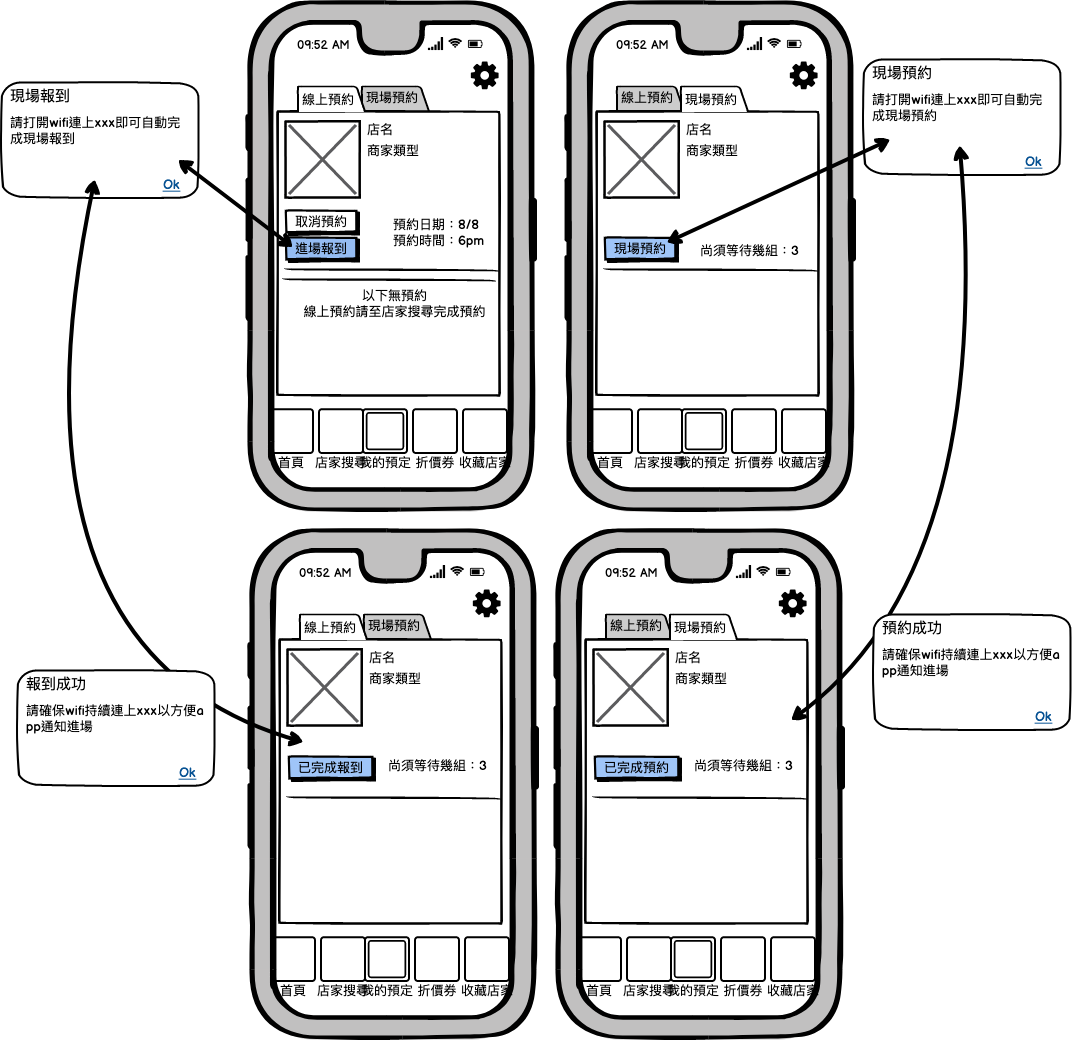 09:52 AM
線上預約
現場預約
店名
商家類型
取消預約
進場報到
預約日期：8/8
預約時間：6pm
以下無預約
線上預約請至店家搜尋完成預約
首頁
店家搜尋
我的預定
折價券
收藏店家
現場報到
請打開wifi連上xxx即可自動完
成現場報到
Ok
09:52 AM
線上預約
現場預約
店名
商家類型
現場預約
尚須等待幾組：3
首頁
店家搜尋
我的預定
折價券
收藏店家
現場預約
請打開wifi連上xxx即可自動完
成現場預約
Ok
報到成功
請確保wifi持續連上xxx以方便a
pp通知進場
Ok
09:52 AM
線上預約
現場預約
店名
商家類型
已完成報到
尚須等待幾組：3
首頁
店家搜尋
我的預定
折價券
收藏店家
09:52 AM
線上預約
現場預約
店名
商家類型
已完成預約
尚須等待幾組：3
首頁
店家搜尋
我的預定
折價券
收藏店家
預約成功
請確保wifi持續連上xxx以方便a
pp通知進場
Ok